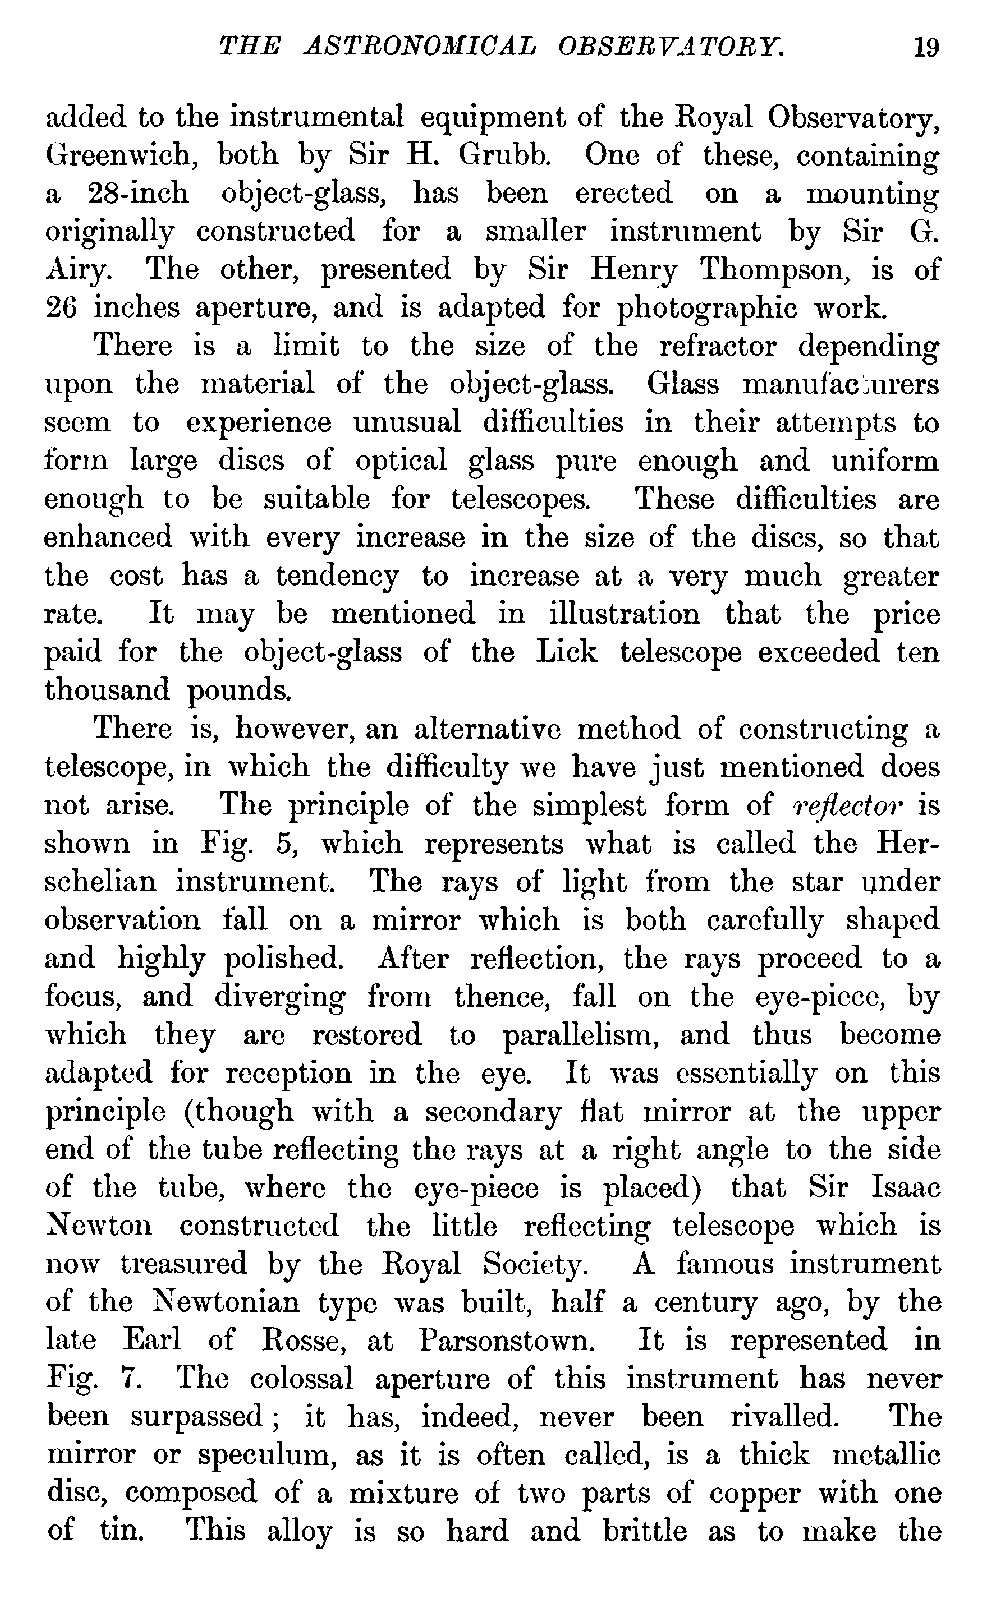 THE ASTRONOMICAL OBSERVATORY. 19
added to the instrumental equipment of the Royal Observatory,
Greenwich, both by Sir H. Grubb. One of these, containing
a 28-inch object-glass, has been erected on a mounting
originally constructed for a smaller instrument by Sir G.
Airy. The other, presented by Sir Henry Thompson, is of
26 inches aperture, and is adapted for photographic work.
There is a limit to the size of the refractor depending
upon the material of the object-glass. Glass manufacturers
seem to experience unusual difficulties in their attempts to
form large discs of optical glass pure enough and uniform
enough to be suitable for telescopes. These difficulties are
enhanced with every increase in the size of the discs, so that
the cost has a tendency to increase at a very much greater
rate. It may be mentioned in illustration that the price
paid for the object-glass of the Lick telescope exceeded ten
thousand pounds.
There is, however, an alternative method of constructing a
telescope, in which the difficulty we have just mentioned does
not arise. The principle of the simplest form of reflector is
shown in Fig. 5, which represents what is called the Her-
schelian instrument. The rays of light from the star under
observation fall on a mirror which is both carefully shaped
and highly polished. After reflection, the rays proceed to a
focus, and diverging from thence, fall on the eye-piece, by
which they are restored to parallelism, and thus become
adapted for reception in the eye. It was essentially on this
principle (though with a secondary flat mirror at the upper
end of the tube reflecting the rays at a right angle to the side
of the tube, where the eye-piece is placed) that Sir Isaac
Newton constructed the little reflecting telescope which is
now treasured by the Royal Society. A famous instrument
of the Newtonian type was built, half a century ago, by the
late Earl of Rosse, at Parsonstown. It is represented in
Fig. 7. The colossal aperture of this instrument has never
been surpassed; it has, indeed, never been rivalled. The
mirror or speculum, as it is often called, is a thick metallic
disc, composed of a mixture of two parts of copper with one
of tin. This alloy is so hard and brittle as to make the